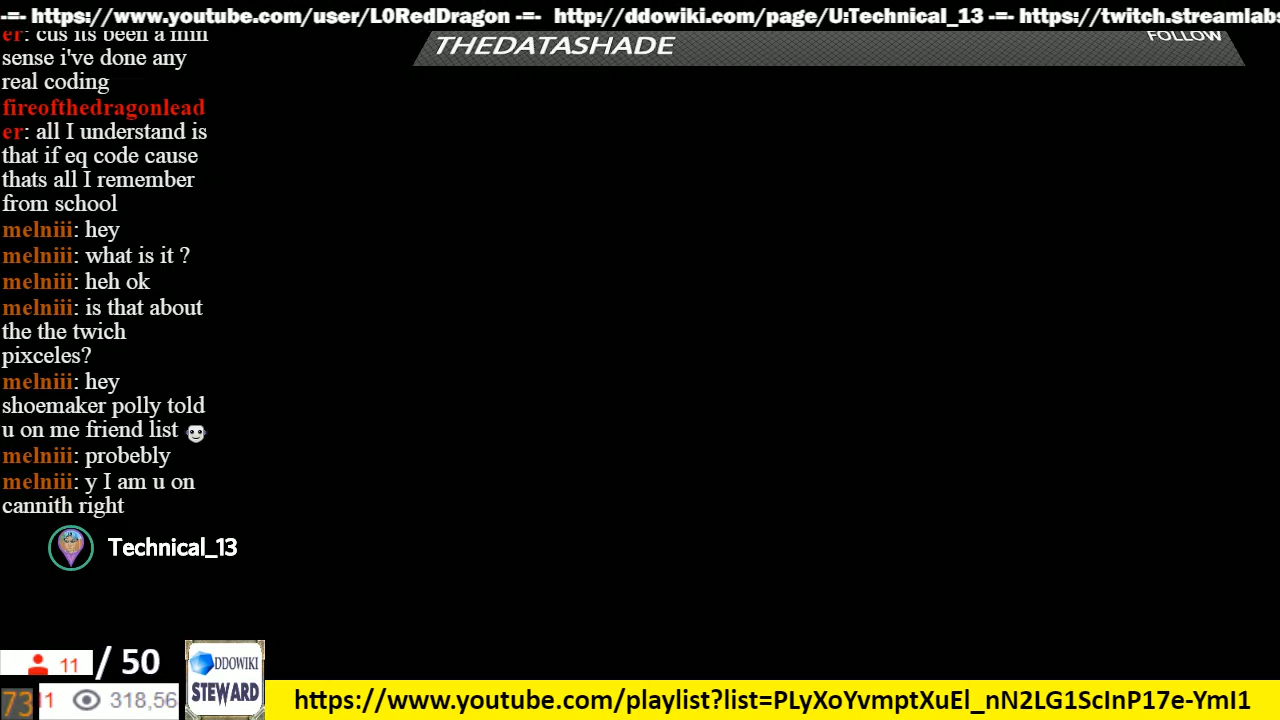 -=- https://www.youtube.com/user/L0RedDragon -=- http://ddowiki.com/page/U:Technical_13 -=- https://twitch.streamlabs
THEDATASHADE
FOLLOW
er: cus its been a min
sense i've done any
real coding
fireofthedragonlead
er: all I understand is
that if eq code cause
thats all I remember
from school
melniii: hey
melniii: what is it ?
melniii: heh ok
melniii: is that about
the the twich
pixceles?
melniii: hey
shoemaker polly told
u on me friend list
melniii: probebly
melniii: y I am u on
cannith right
Technical_13
11 / 50
DDOWIKI
STEWARD
73
318,56
https://www.youtube.com/playlist?list=PLyXoYvmptXuEl_nN2LG1ScInP17e-YmI1